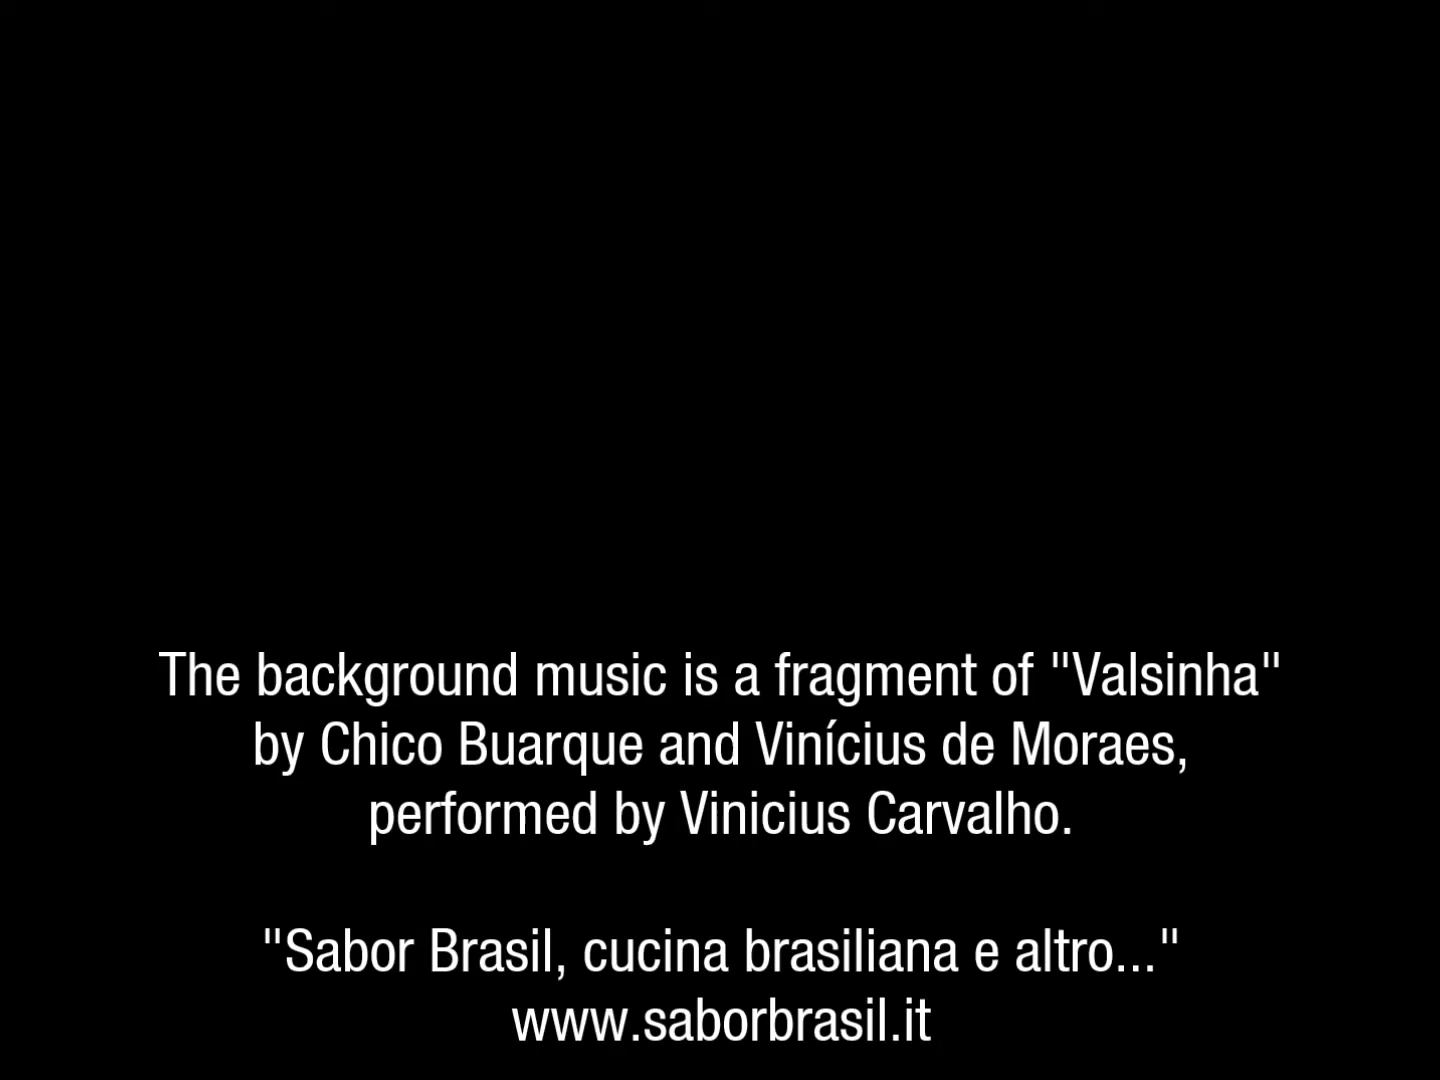 The background music is a fragment of "Valsinha"
by Chico Buarque and Vinícius de Moraes,
performed by Vinicius Carvalho.
"Sabor Brasil, cucina brasiliana e altro..."
www.saborbrasil.it